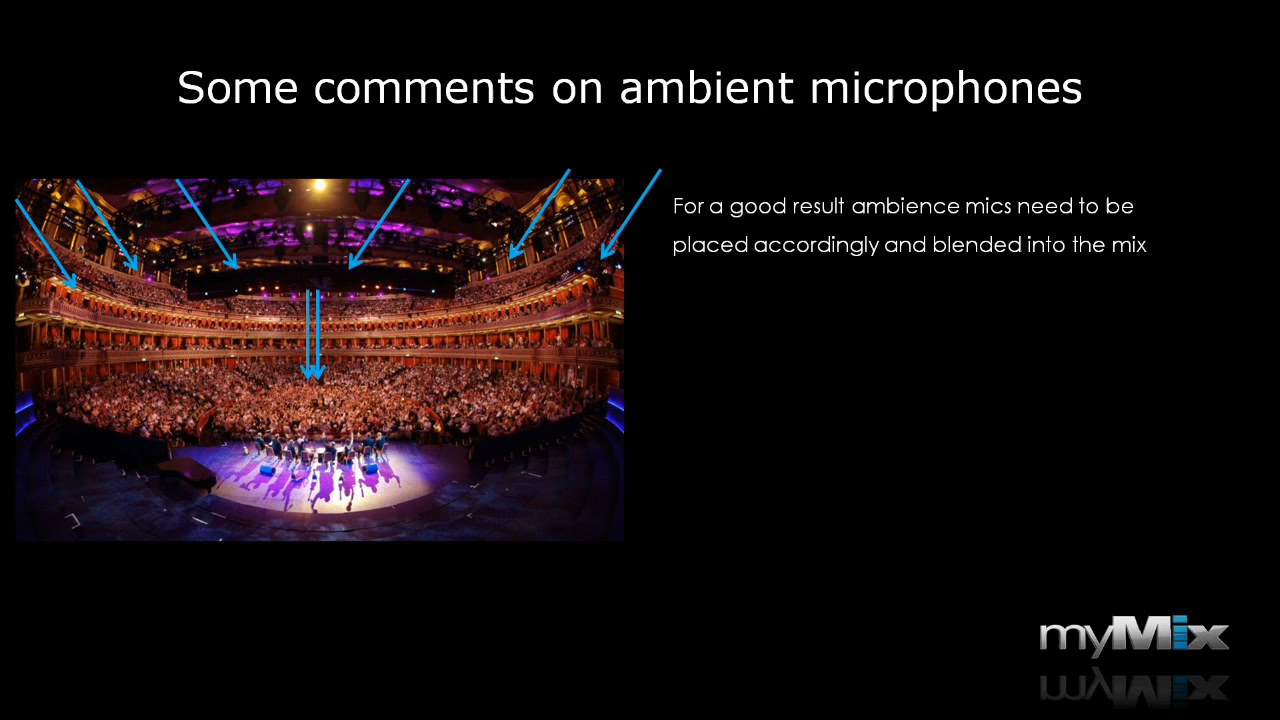 Some comments on ambient microphones
For a good result ambience mics need to be
placed accordingly and blended into the mix
myMix